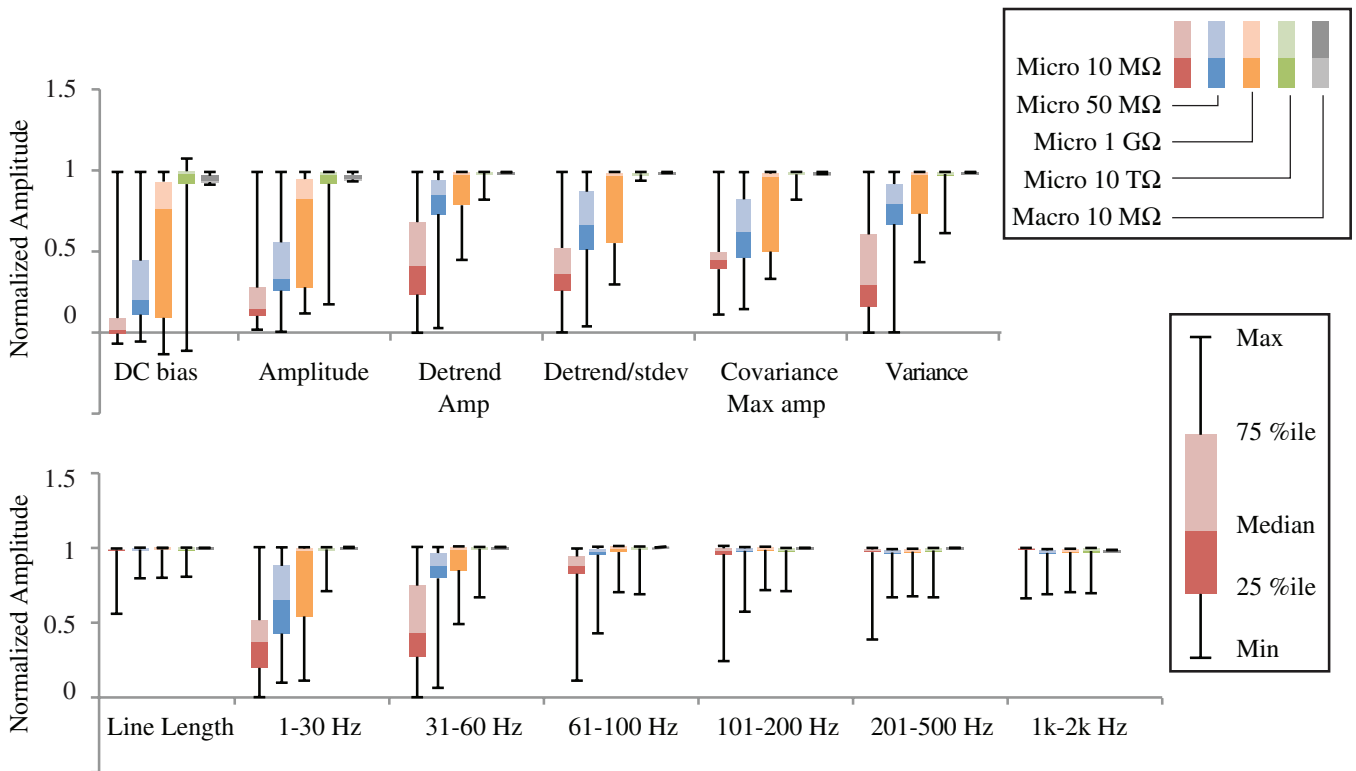 Micro 10 MΩ
Micro 50 MΩ
Micro 1 GΩ
Micro 10 TΩ
Macro 10 MΩ
Normalized Amplitude
1.5
1
0.5
0
DC bias
Amplitude
Detrend
Amp
Detrend/stdev
Covariance
Max amp
Variance
Max
75 %ile
Median
25 %ile
Min
Normalized Amplitude
1.5
1
0.5
0
Line Length
1-30 Hz
31-60 Hz
61-100 Hz
101-200 Hz
201-500 Hz
1k-2k Hz